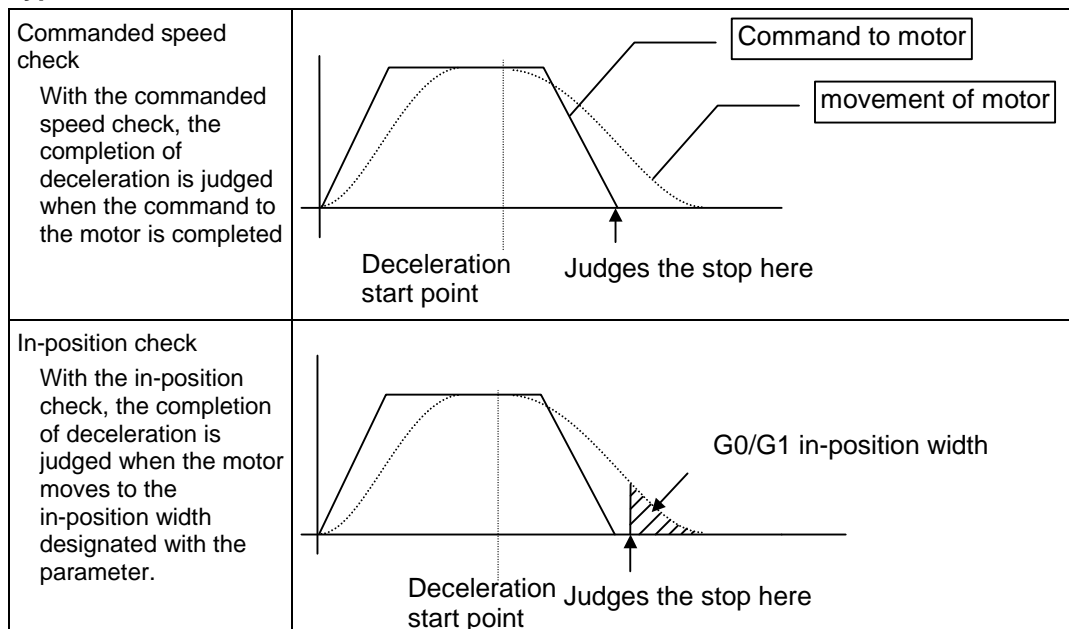 Commanded speed
check
With the commanded
speed check, the
completion of
deceleration is judged
when the command to
the motor is completed
Command to motor
movement of motor
Deceleration
start point
Judges the stop here
In-position check
With the in-position
check, the completion
of deceleration is
judged when the motor
moves to the
in-position width
designated with the
parameter.
G0/G1 in-position width
Deceleration
start point
Judges the stop here